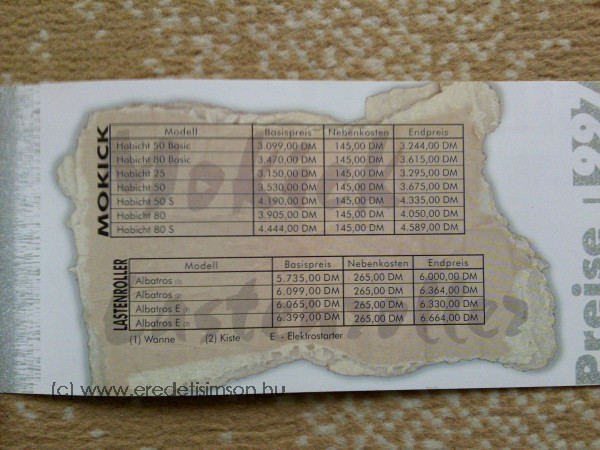 MOKICK
Modell Basispreis Nebenkosten Endpreis
Habicht 50 Basic 3.099,00 DM 145,00 DM 3.244,00 DM
Habicht 80 Basic 3.470,00 DM 145,00 DM 3.615,00 DM
Habicht 25 3.150,00 DM 145,00 DM 3.295,00 DM
Habicht 50 3.530,00 DM 145,00 DM 3.675,00 DM
Habicht 50 S 4.190,00 DM 145,00 DM 4.335,00 DM
Habicht 80 3.905,00 DM 145,00 DM 4.050,00 DM
Habicht 80 S 4.444,00 DM 145,00 DM 4.589,00 DM
LASTENROLLER
Modell Basispreis Nebenkosten Endpreis
Albatros (1) 5.735,00 DM 265,00 DM 6.000,00 DM
Albatros (2) 6.099,00 DM 265,00 DM 6.364,00 DM
Albatros E (1) 6.065,00 DM 265,00 DM 6.330,00 DM
Albatros E (2) 6.399,00 DM 265,00 DM 6.664,00 DM
(1) Wanne (2) Kiste E - Elektrostarter
Preise 1997
(c) www.eredetisimson.hu